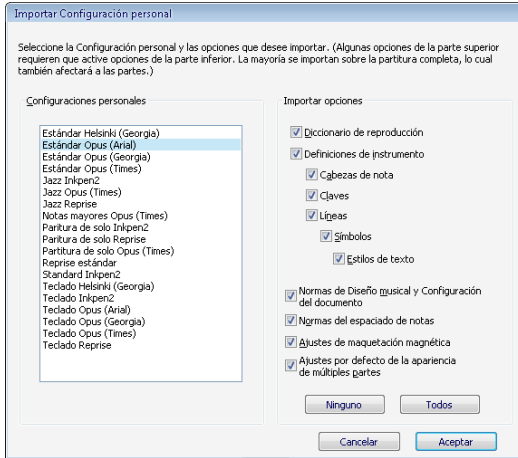 Importar Configuración personal
Seleccione la Configuración personal y las opciones que desee importar. (Algunas opciones de la parte superior
requieren que active opciones de la parte inferior. La mayoría se importan sobre la partitura completa, lo cual
también afectará a las partes.)
Configuraciones personales
Estándar Helsinki (Georgia)
Estándar Opus (Arial)
Estándar Opus (Georgia)
Estándar Opus (Times)
Jazz Inkpen2
Jazz Opus (Times)
Jazz Reprise
Notas mayores Opus (Times)
Paritura de solo Inkpen2
Paritura de solo Reprise
Partitura de solo Opus (Times)
Reprise estándar
Standard Inkpen2
Teclado Helsinki (Georgia)
Teclado Inkpen2
Teclado Opus (Arial)
Teclado Opus (Georgia)
Teclado Opus (Times)
Teclado Reprise
Importar opciones
Diccionario de reproducción
Definiciones de instrumento
Cabezas de nota
Claves
Líneas
Símbolos
Estilos de texto
Normas de Diseño musical y Configuración
del documento
Normas del espaciado de notas
Ajustes de maquetación magnética
Ajustes por defecto de la apariencia
de múltiples partes
Ninguno
Todos
Cancelar
Aceptar